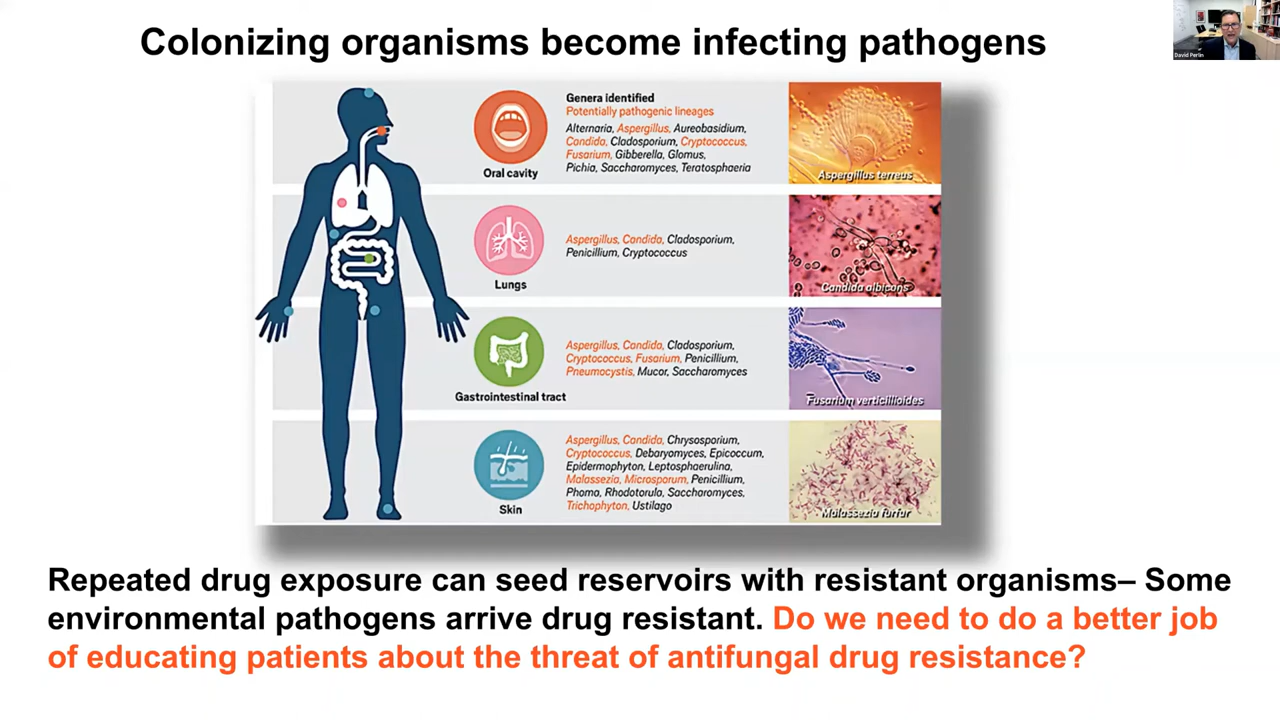 Colonizing organisms become infecting pathogens
David Perlin
Genera identified
Potentially pathogenic lineages
Alternaria, Aspergillus, Aureobasidium,
Candida, Cladosporium, Cryptococcus,
Fusarium, Gibberella, Glomus,
Pichia, Saccharomyces, Teratosphaeria
Oral cavity
Aspergillus terreus
Aspergillus, Candida, Cladosporium,
Penicillium, Cryptococcus
Lungs
Candida albicans
Aspergillus, Candida, Cladosporium,
Cryptococcus, Fusarium, Penicillium,
Pneumocystis, Mucor, Saccharomyces
Gastrointestinal tract
Fusarium verticillioides
Aspergillus, Candida, Chrysosporium,
Cryptococcus, Debaryomyces, Epicoccum,
Epidermophyton, Leptosphaerulina,
Malassezia, Microsporum, Penicillium,
Phoma, Rhodotorula, Saccharomyces,
Trichophyton, Ustilago
Skin
Malassezia furfur
Repeated drug exposure can seed reservoirs with resistant organisms– Some
environmental pathogens arrive drug resistant. Do we need to do a better job
of educating patients about the threat of antifungal drug resistance?